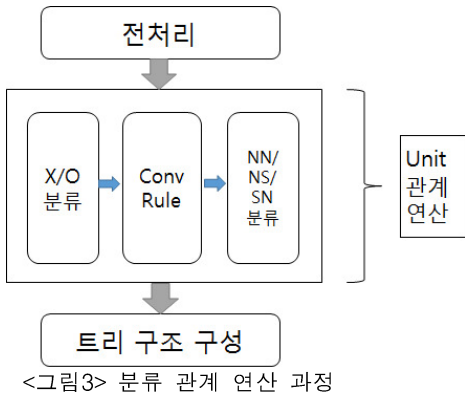 전처리
X/O
분류
Conv
Rule
NN/
NS/
SN
분류
Unit
관계
연산
트리 구조 구성
<그림3> 분류 관계 연산 과정